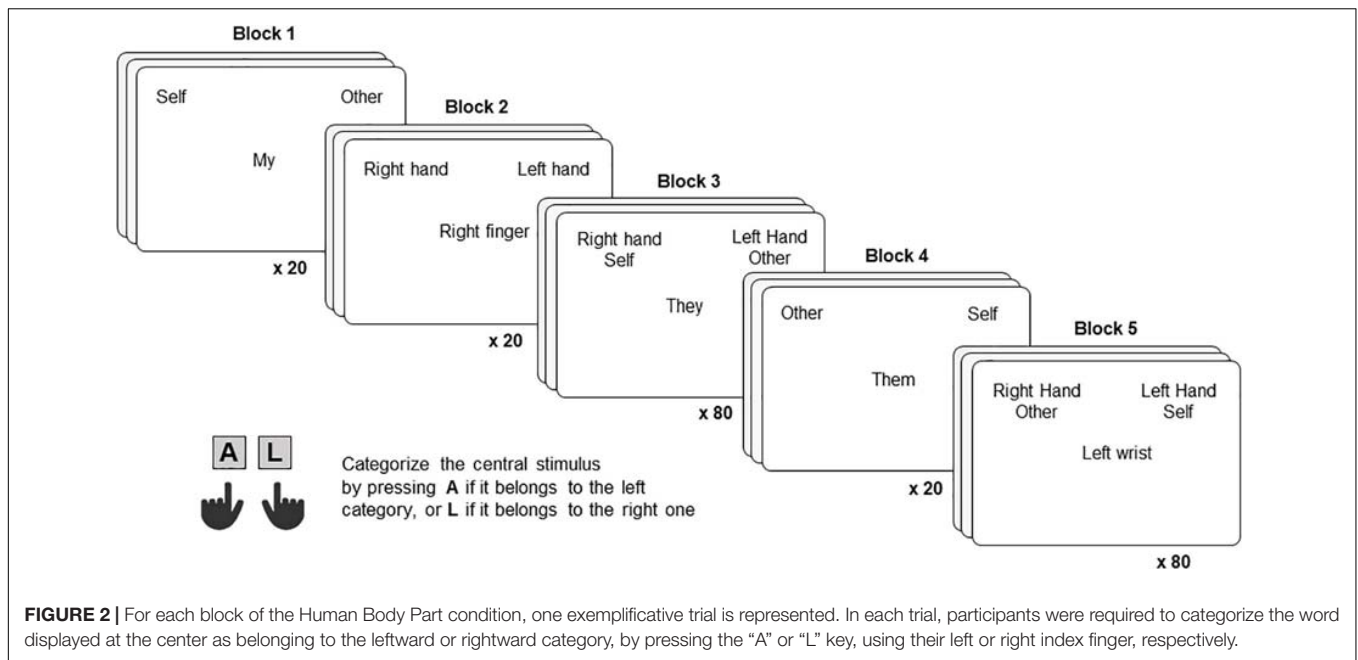 Block 1
Self Other
My
x 20
Block 2
Right hand Left hand
Right finger
x 20
Block 3
Right hand Left Hand
Self Other
They
x 80
Block 4
Other Self
Them
x 20
Block 5
Right Hand Left Hand
Other Self
Left wrist
x 80
A L
Categorize the central stimulus
by pressing A if it belongs to the left
category, or L if it belongs to the right one
FIGURE 2 | For each block of the Human Body Part condition, one exemplificative trial is represented. In each trial, participants were required to categorize the word
displayed at the center as belonging to the leftward or rightward category, by pressing the “A” or “L” key, using their left or right index finger, respectively.